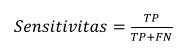 Sensitivitas = TP / TP+FN